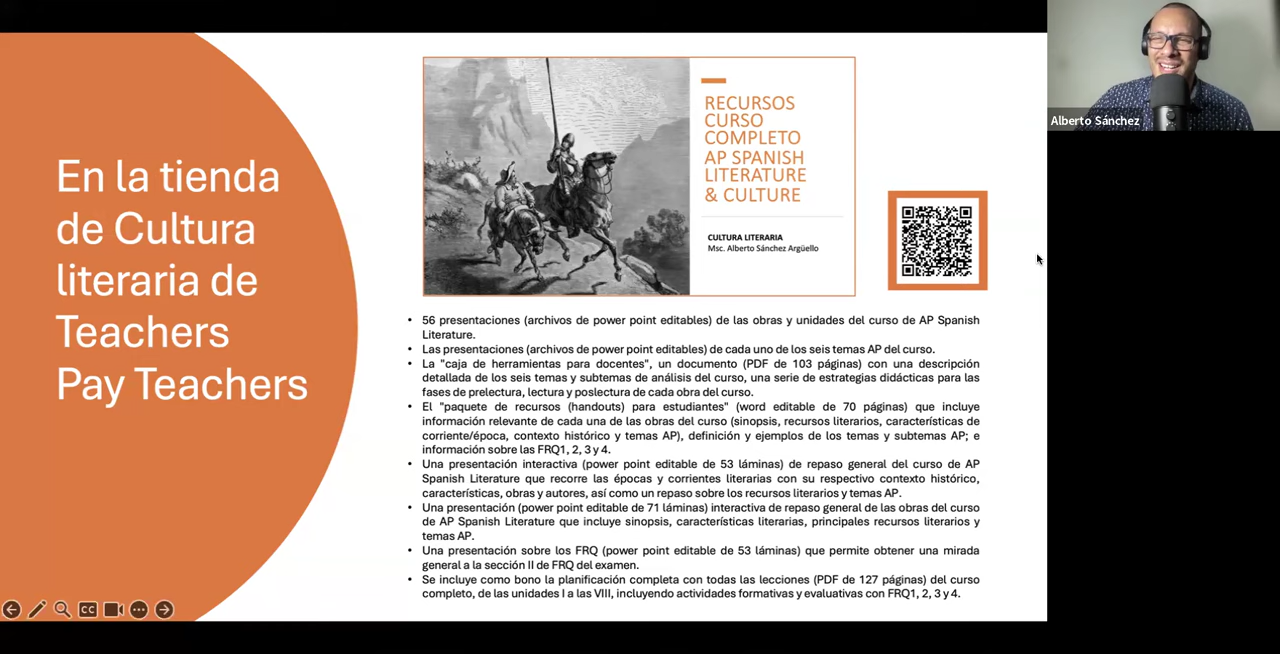 En la tienda
de Cultura
literaria de
Teachers
Pay Teachers
RECURSOS
CURSO
COMPLETO
AP SPANISH
LITERATURE
& CULTURE
CULTURA LITERARIA
Msc. Alberto Sánchez Argüello
Alberto Sánchez
• 56 presentaciones (archivos de power point editables) de las obras y unidades del curso de AP Spanish
Literature.
• Las presentaciones (archivos de power point editables) de cada uno de los seis temas AP del curso.
• La "caja de herramientas para docentes", un documento (PDF de 103 páginas) con una descripción
detallada de los seis temas y subtemas de análisis del curso, una serie de estrategias didácticas para las
fases de prelectura, lectura y poslectura de cada obra del curso.
• El "paquete de recursos (handouts) para estudiantes" (word editable de 70 páginas) que incluye
información relevante de cada una de las obras del curso (sinopsis, recursos literarios, características de
corriente/época, contexto histórico y temas AP), definición y ejemplos de los temas y subtemas AP; e
información sobre las FRQ1, 2, 3 y 4.
• Una presentación interactiva (power point editable de 53 láminas) de repaso general del curso de AP
Spanish Literature que recorre las épocas y corrientes literarias con su respectivo contexto histórico,
características, obras y autores, así como un repaso sobre los recursos literarios y temas AP.
• Una presentación (power point editable de 71 láminas) interactiva de repaso general de las obras del curso
de AP Spanish Literature que incluye sinopsis, características literarias, principales recursos literarios y
temas AP.
• Una presentación sobre los FRQ (power point editable de 53 láminas) que permite obtener una mirada
general a la sección II de FRQ del examen.
• Se incluye como bono la planificación completa con todas las lecciones (PDF de 127 páginas) del curso
completo, de las unidades I a las VIII, incluyendo actividades formativas y evaluativas con FRQ1, 2, 3 y 4.
CC